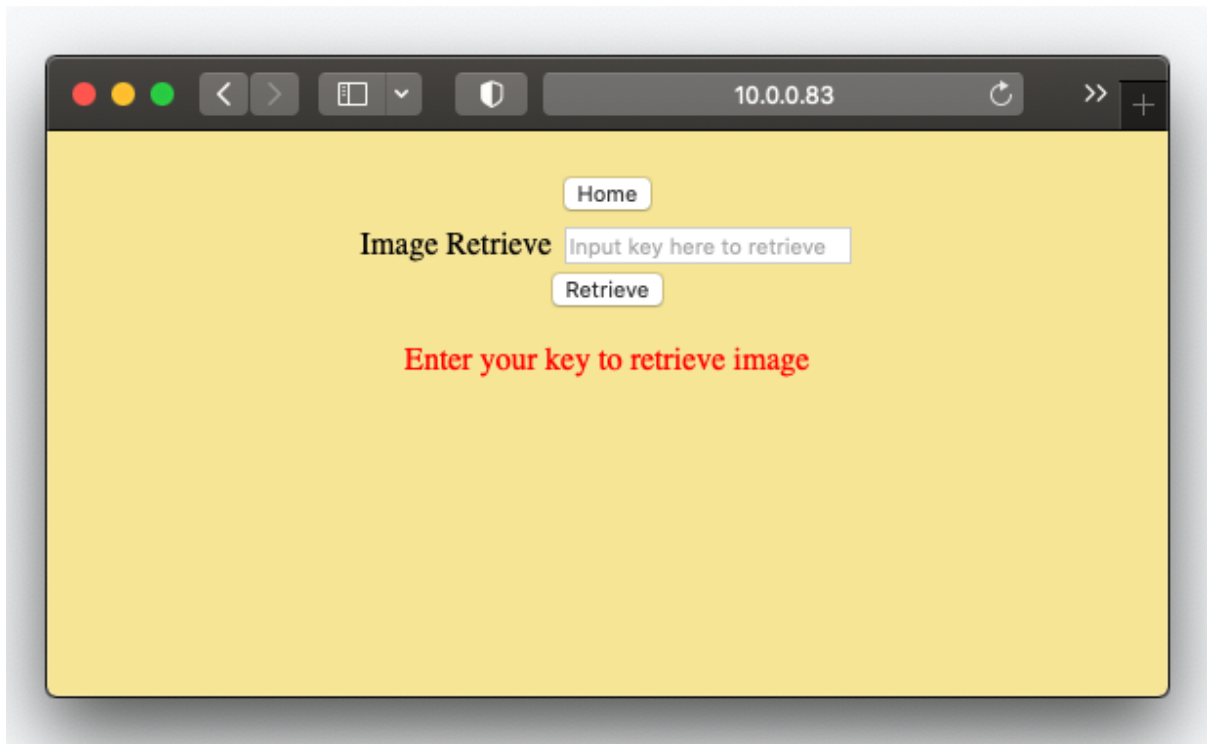 10.0.0.83
Home
Image Retrieve Input key here to retrieve
Retrieve
Enter your key to retrieve image